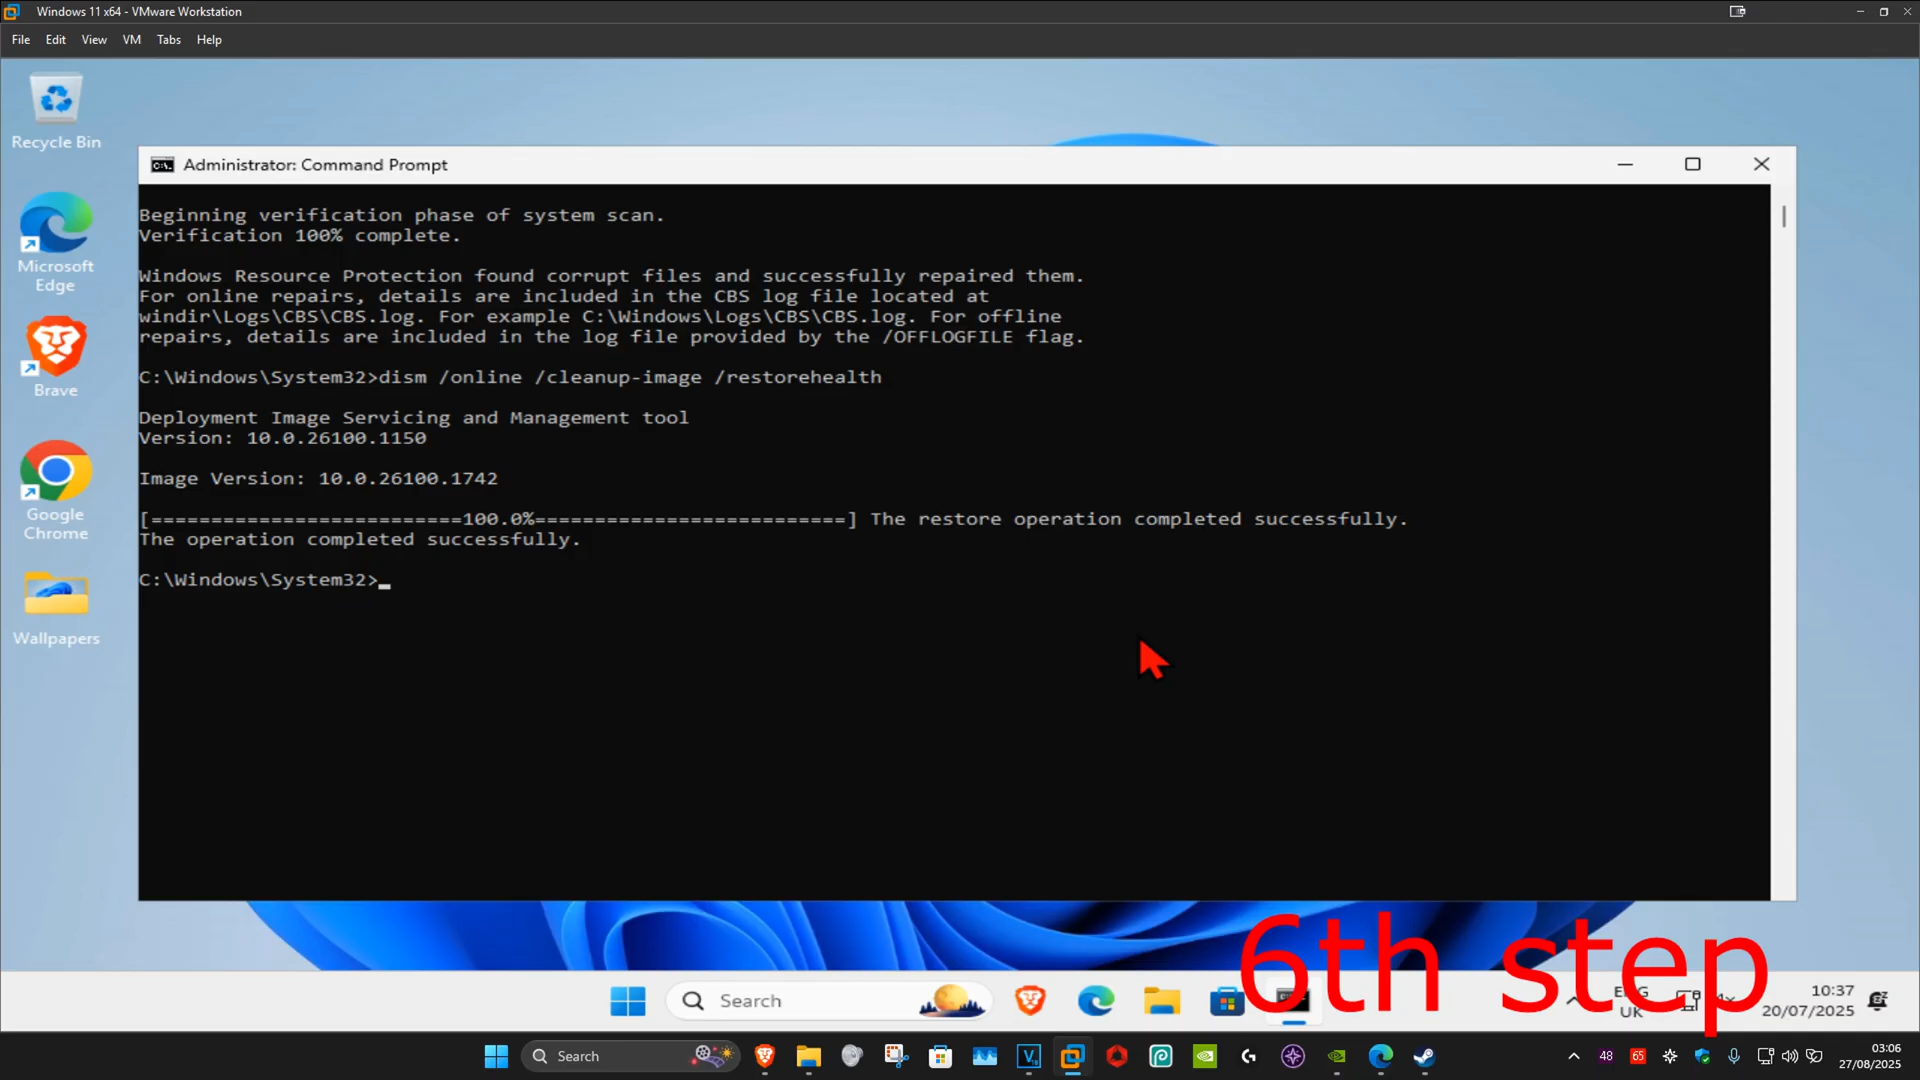 Windows 11 x64 - VMware Workstation
File Edit View VM Tabs Help
Recycle Bin
Microsoft
Edge
Brave
Google
Chrome
Wallpapers
Administrator: Command Prompt
Beginning verification phase of system scan.
Verification 100% complete.
Windows Resource Protection found corrupt files and successfully repaired them.
For online repairs, details are included in the CBS log file located at
windir\Logs\CBS\CBS.log. For example C:\Windows\Logs\CBS\CBS.log. For offline
repairs, details are included in the log file provided by the /OFFLOGFILE flag.
C:\Windows\System32>dism /online /cleanup-image /restorehealth
Deployment Image Servicing and Management tool
Version: 10.0.26100.1150
Image Version: 10.0.26100.1742
[==========================100.0%==========================] The restore operation completed successfully.
The operation completed successfully.
C:\Windows\System32>_
6th step
Search
ENG
UK
10:37
20/07/2025
Search
48
65
03:06
27/08/2025